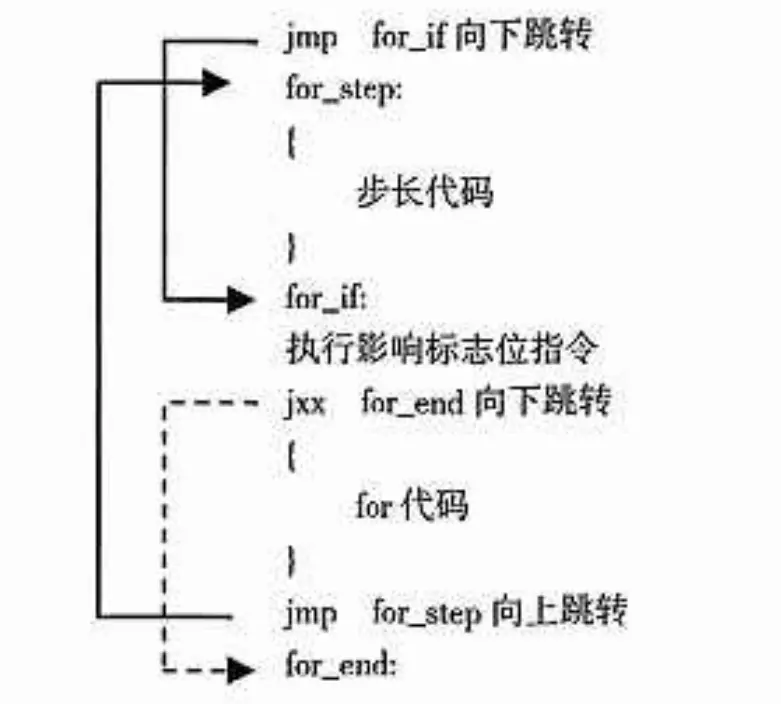 jmp for_if 向下跳转
for_step:
{
步长代码
}
for_if:
执行影响标志位指令
jxx for_end 向下跳转
{
for 代码
}
jmp for_step 向上跳转
for_end: